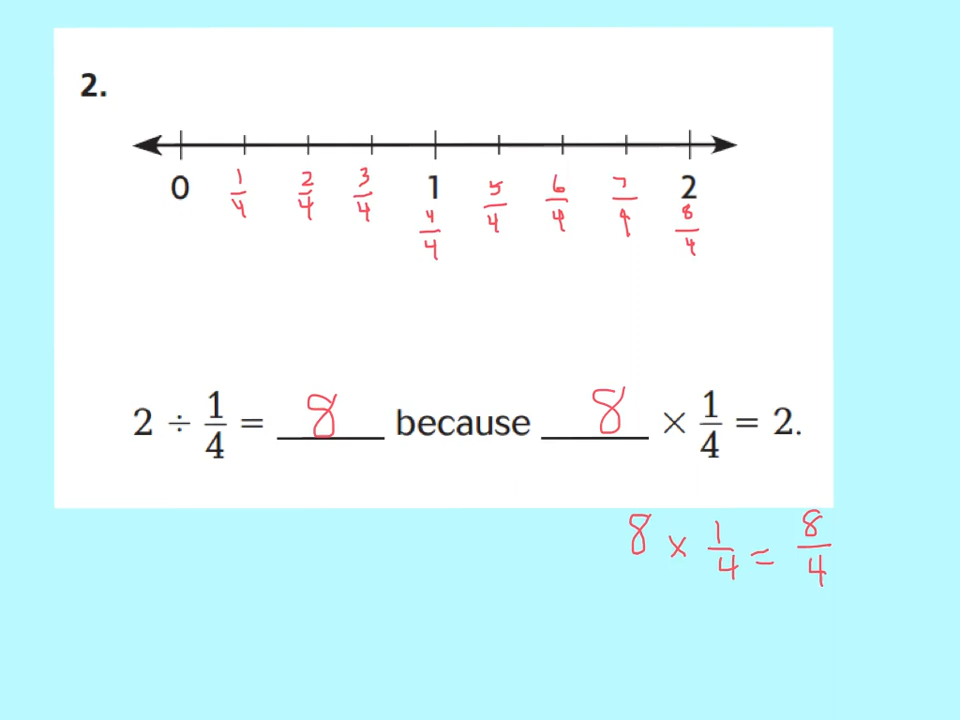 2.
0 1/4 2/4 3/4 1 5/4 6/4 7/4 2
4/4 8/4
2 ÷ 1/4 = 8 because 8 × 1/4 = 2.
8 × 1/4 = 8/4